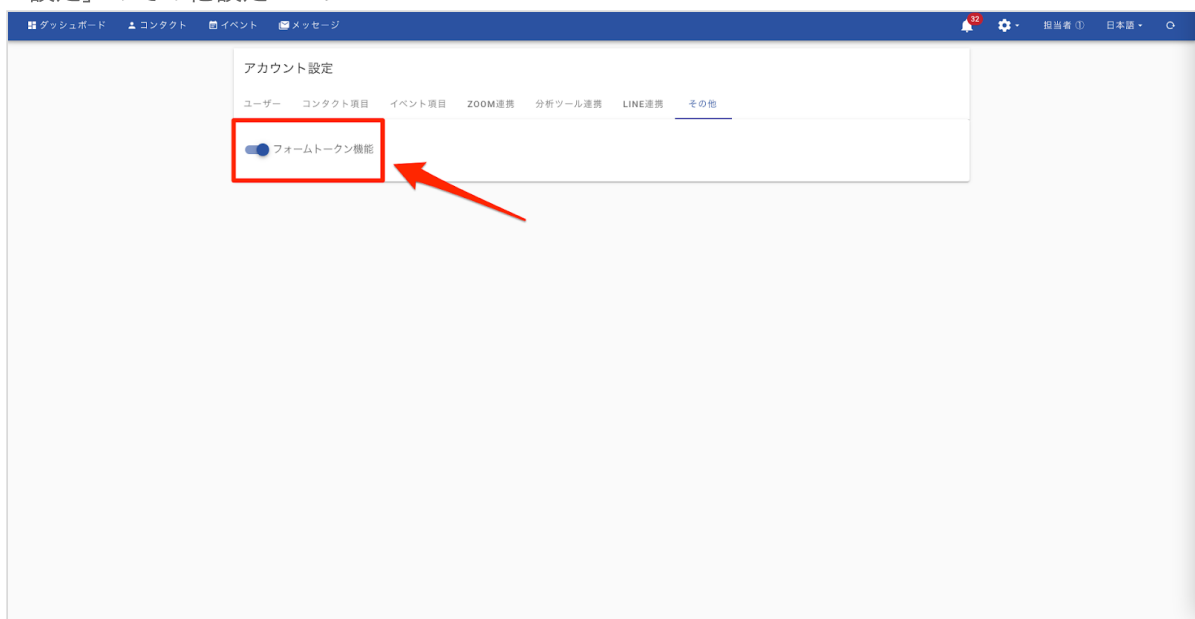 ダッシュボード コンタクト イベント メッセージ 32 担当者 ① 日本語
アカウント設定
ユーザー コンタクト項目 イベント項目 ZOOM連携 分析ツール連携 LINE連携 その他
フォームトークン機能